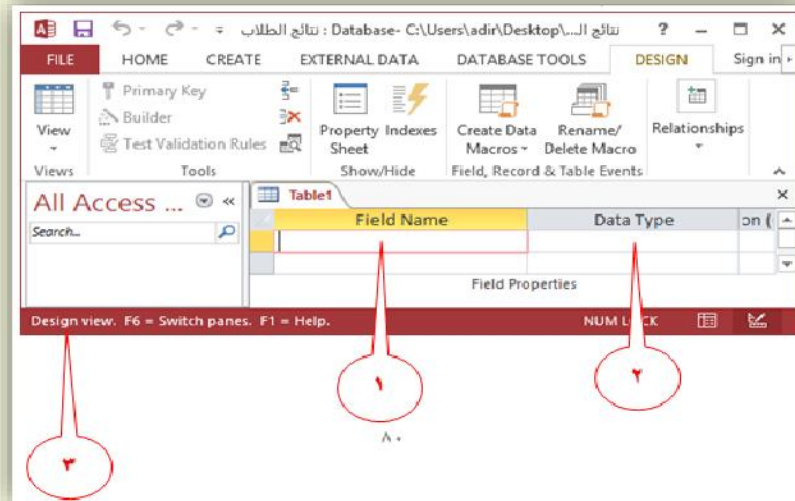 نتائج ال...\Database- C:\Users\adir\Desktop : نتائج الطلاب ?
FILE HOME CREATE EXTERNAL DATA DATABASE TOOLS DESIGN Sign in
View
Primary Key
Builder
Test Validation Rules
Property Sheet
Indexes
Create Data Macros
Rename/ Delete Macro
Relationships
Views Tools Show/Hide Field, Record & Table Events
All Access ...
Search...
Table1
Field Name Data Type on (
Field Properties
Design view. F6 = Switch panes. F1 = Help. NUM LOCK
١
٢
٨٠
٣